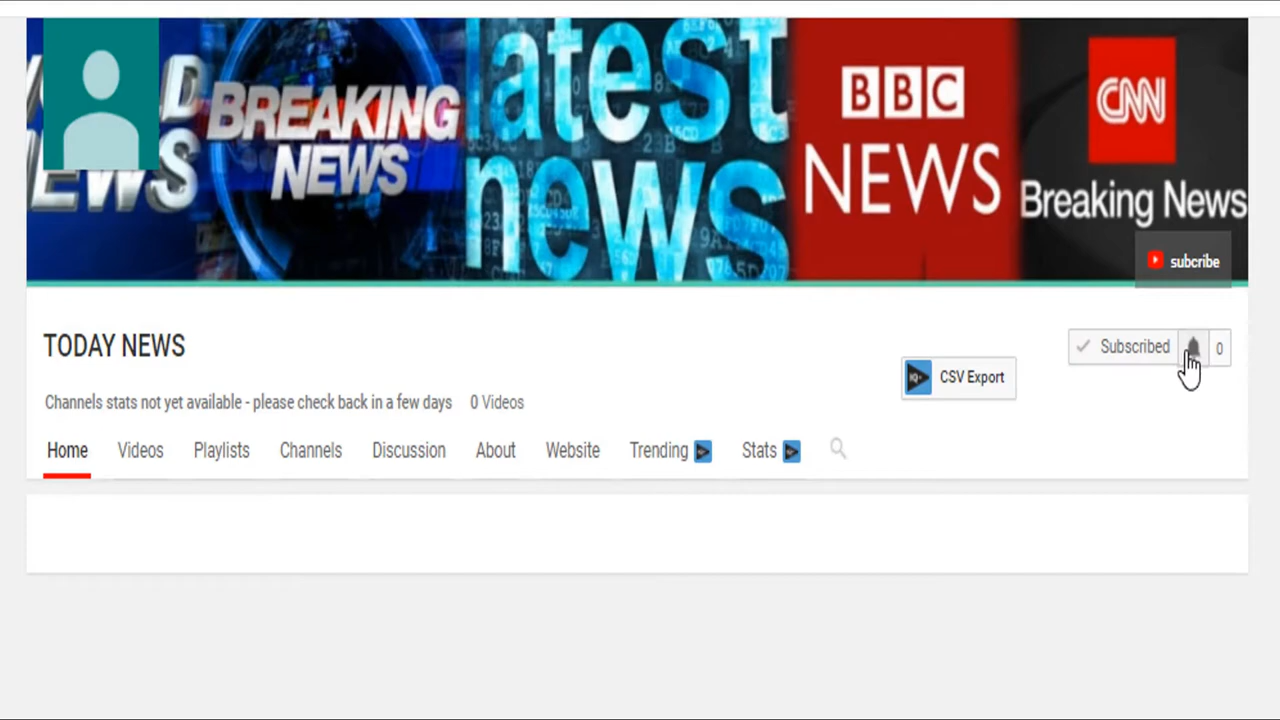 WORLD
NEWS
BREAKING
NEWS
latest
news
BBC
NEWS
CNN
Breaking News
subcribe
TODAY NEWS
Subscribed 0
CSV Export
Channels stats not yet available - please check back in a few days 0 Videos
Home Videos Playlists Channels Discussion About Website Trending Stats